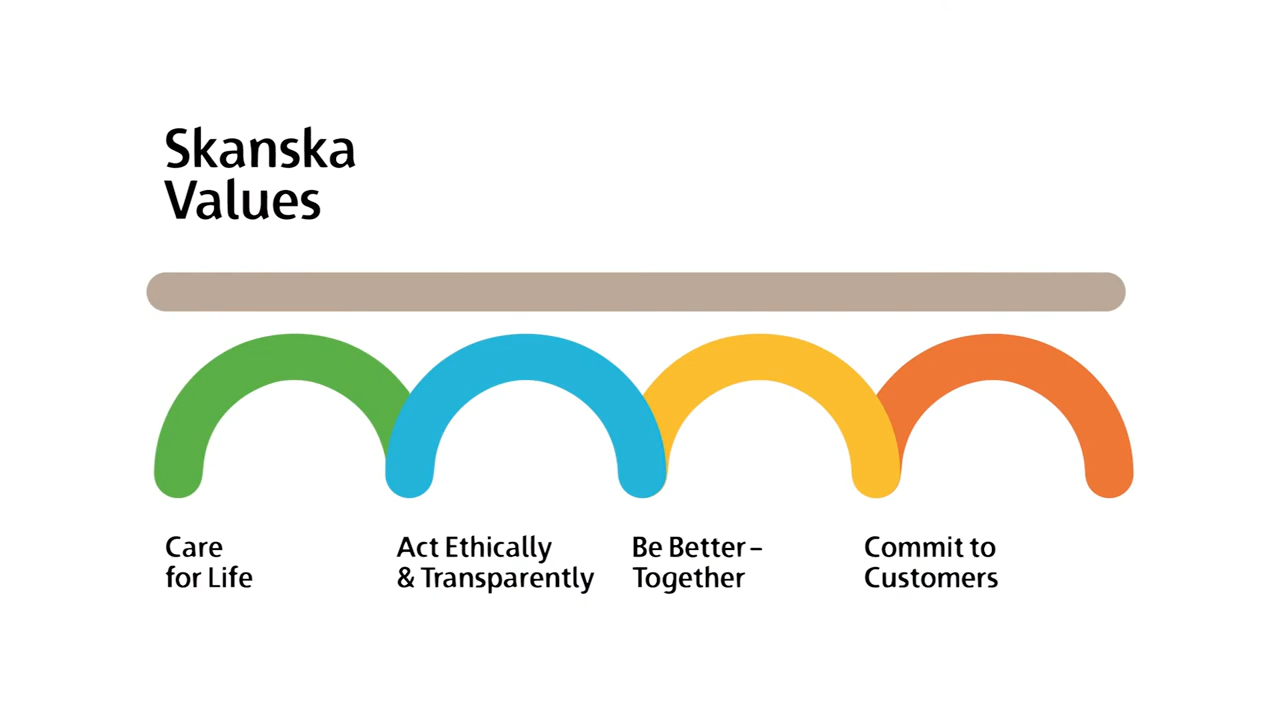 Skanska
Values
Care
for Life
Act Ethically
& Transparently
Be Better –
Together
Commit to
Customers